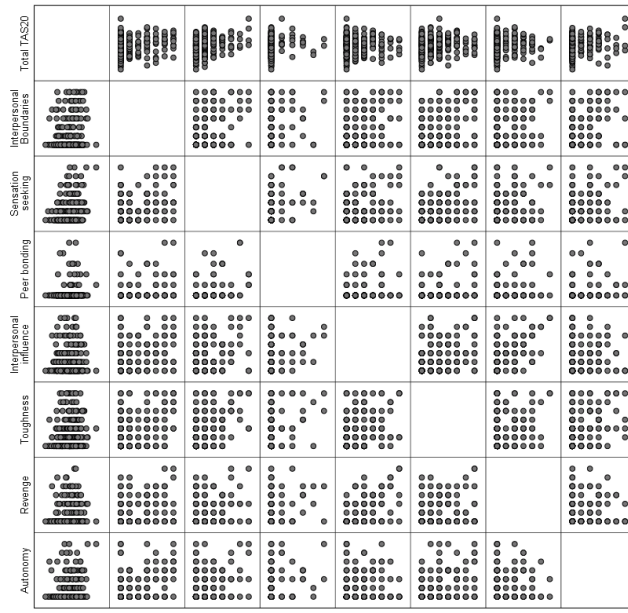 Total TAS20
Interpersonal
Boundaries
Sensation
seeking
Peer bonding
Interpersonal
influence
Toughness
Revenge
Autonomy